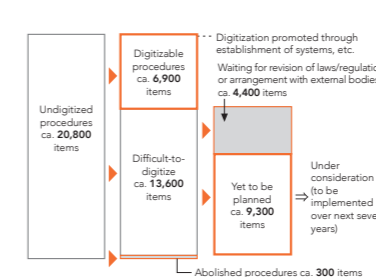 Undigitized
procedures
ca. 20,800
items
Digitizable
procedures
ca. 6,900
items
Difficult-to-
digitize
ca. 13,600
items
Digitization promoted through
establishment of systems, etc.
Waiting for revision of laws/regulatio
or arrangement with external bodies
ca. 4,400 items
Yet to be
planned
ca. 9,300
items
⇒
Under
consideration
(to be
implemented
over next seve
years)
Abolished procedures ca. 300 items